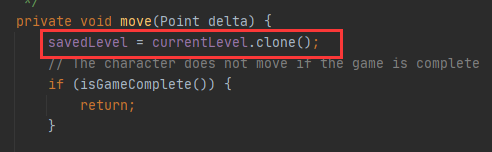 */
private void move(Point delta) {
savedLevel = currentLevel.clone();
// The character does not move if the game is complete
if (isGameComplete()) {
return;
}